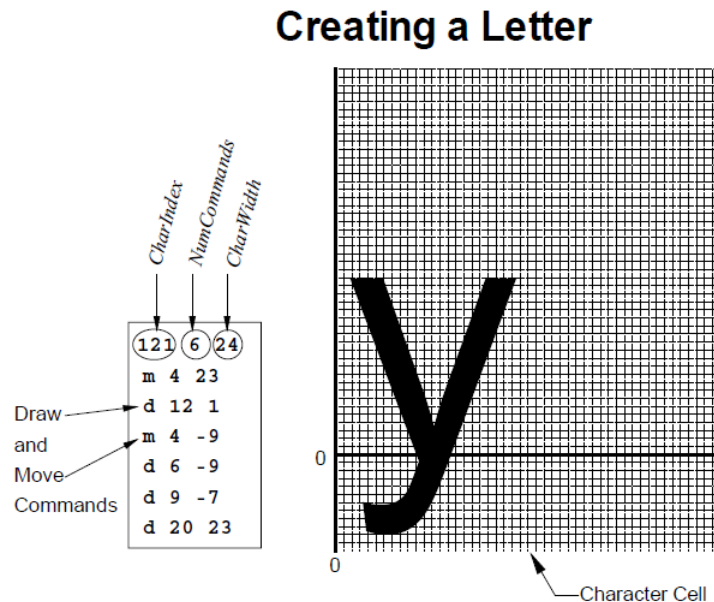 Creating a Letter
CharIndex
NumCommands
CharWidth
121 6 24
m 4 23
d 12 1
m 4 -9
d 6 -9
d 9 -7
d 20 23
Draw
and
Move
Commands
y
0
0
Character Cell